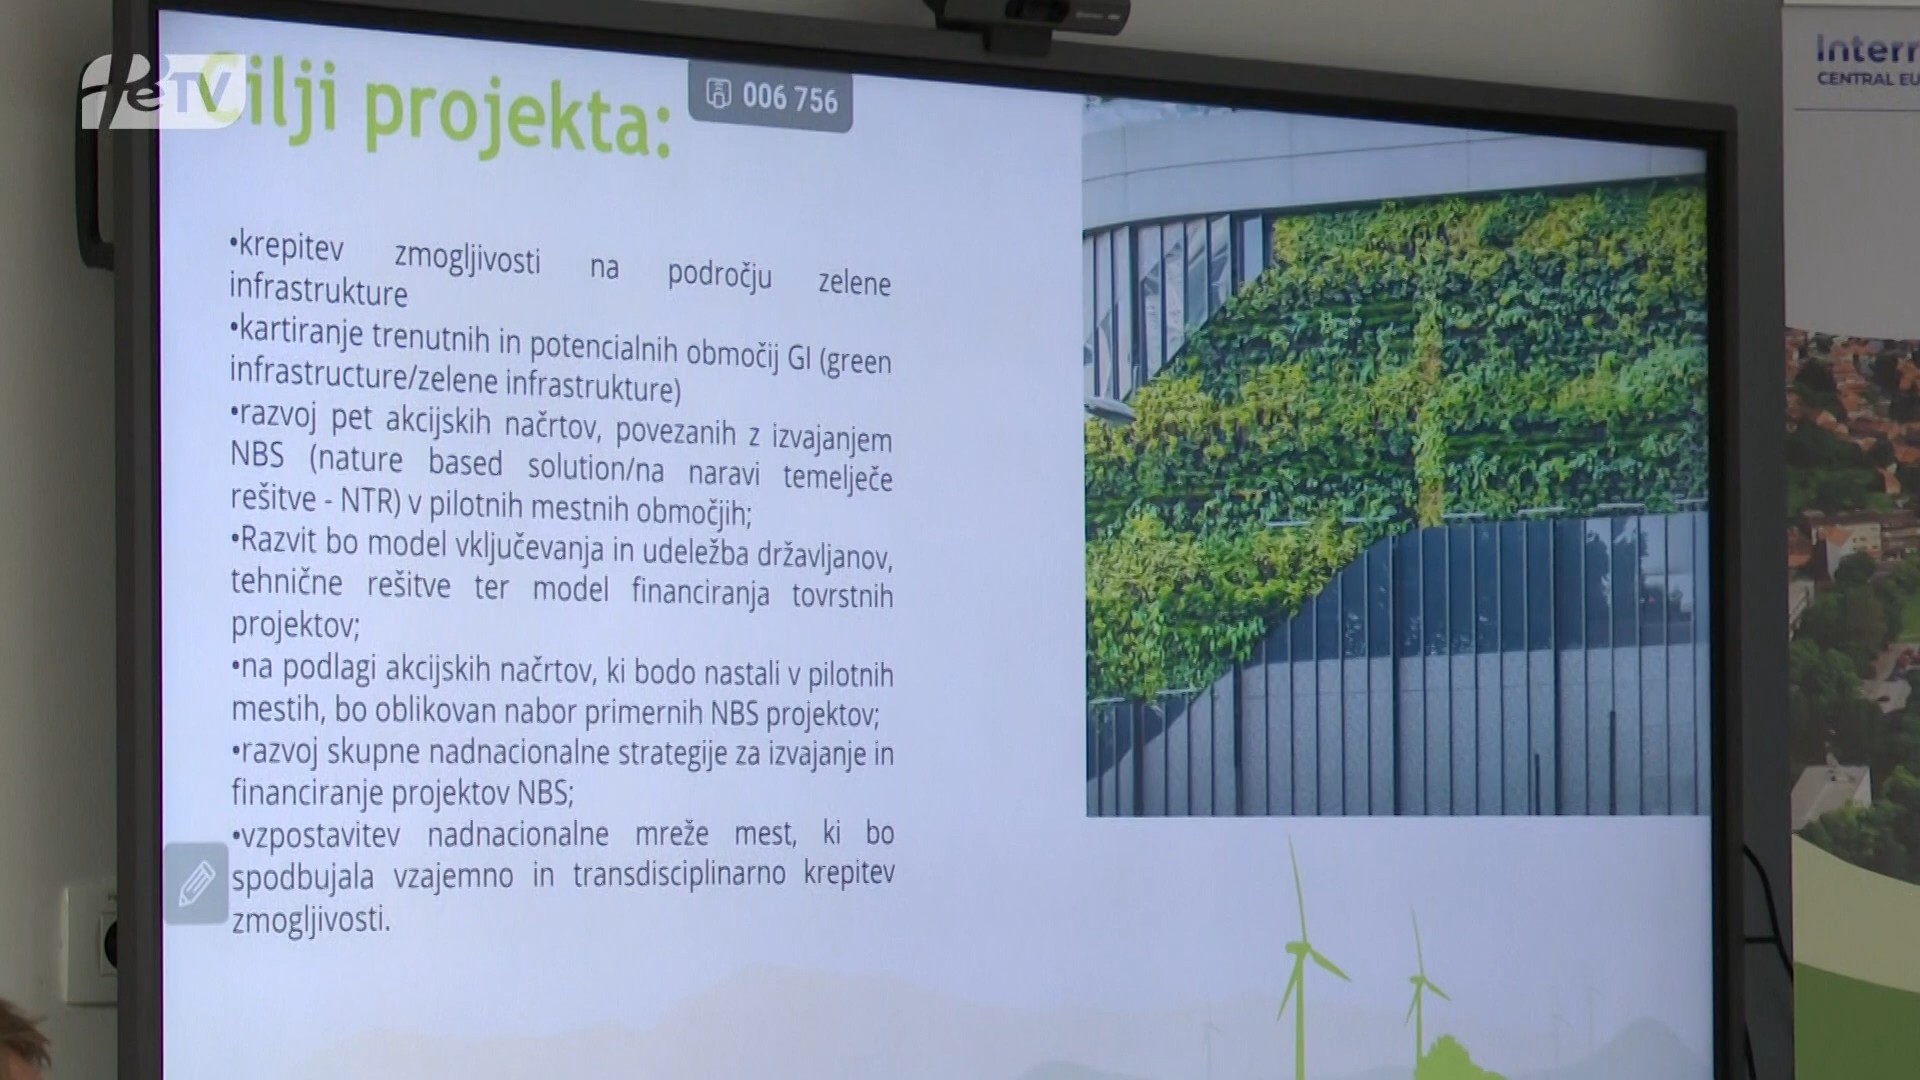 PeTV
Cilji projekta:
006 756
Interr
CENTRAL EU
•krepitev zmogljivosti na področju zelene
infrastrukture
•kartiranje trenutnih in potencialnih območij GI (green
infrastructure/zelene infrastrukture)
•razvoj pet akcijskih načrtov, povezanih z izvajanjem
NBS (nature based solution/na naravi temelječe
rešitve - NTR) v pilotnih mestnih območjih;
•Razvit bo model vključevanja in udeležba državljanov,
tehnične rešitve ter model financiranja tovrstnih
projektov;
•na podlagi akcijskih načrtov, ki bodo nastali v pilotnih
mestih, bo oblikovan nabor primernih NBS projektov;
•razvoj skupne nadnacionalne strategije za izvajanje in
financiranje projektov NBS;
•vzpostavitev nadnacionalne mreže mest, ki bo
spodbujala vzajemno in transdisciplinarno krepitev
zmogljivosti.